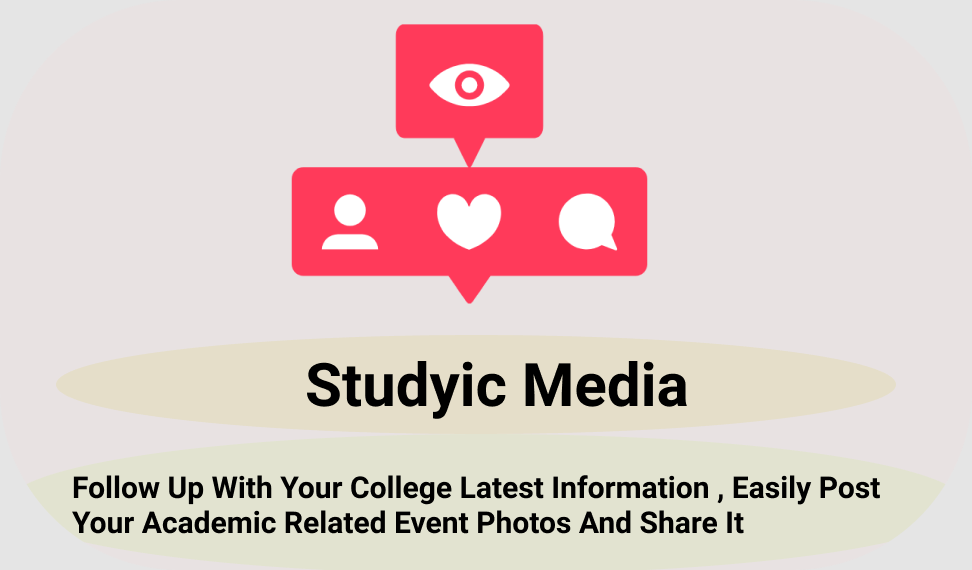 Studyic Media
Follow Up With Your College Latest Information , Easily Post
Your Academic Related Event Photos And Share It